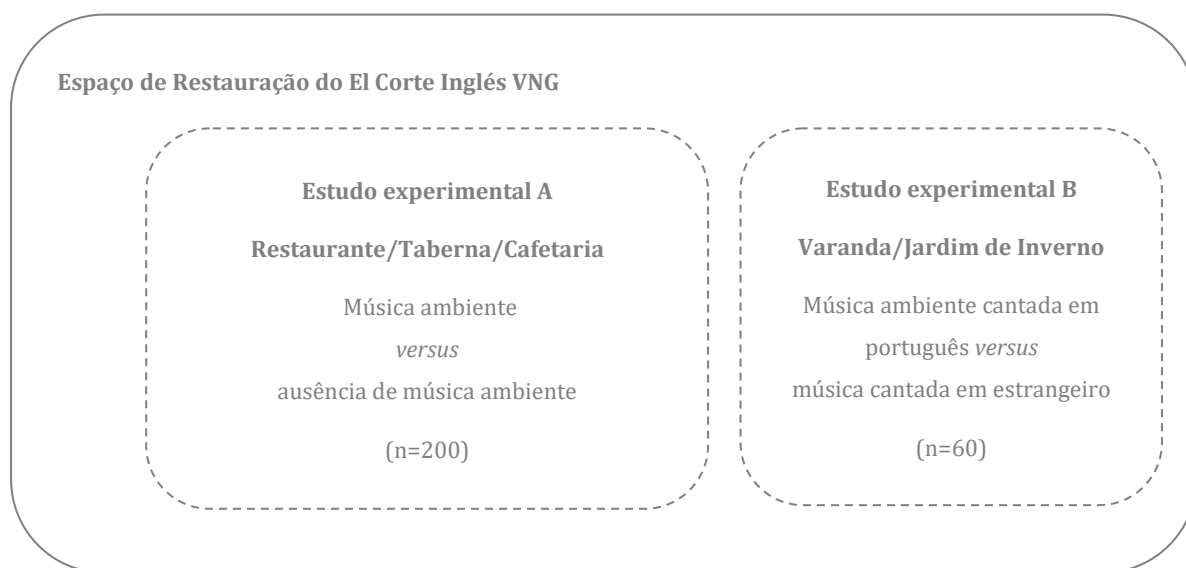 Espaço de Restauração do El Corte Inglés VNG
Estudo experimental A
Restaurante/Taberna/Cafetaria
Música ambiente
versus
ausência de música ambiente
(n=200)
Estudo experimental B
Varanda/Jardim de Inverno
Música ambiente cantada em
português versus
música cantada em estrangeiro
(n=60)